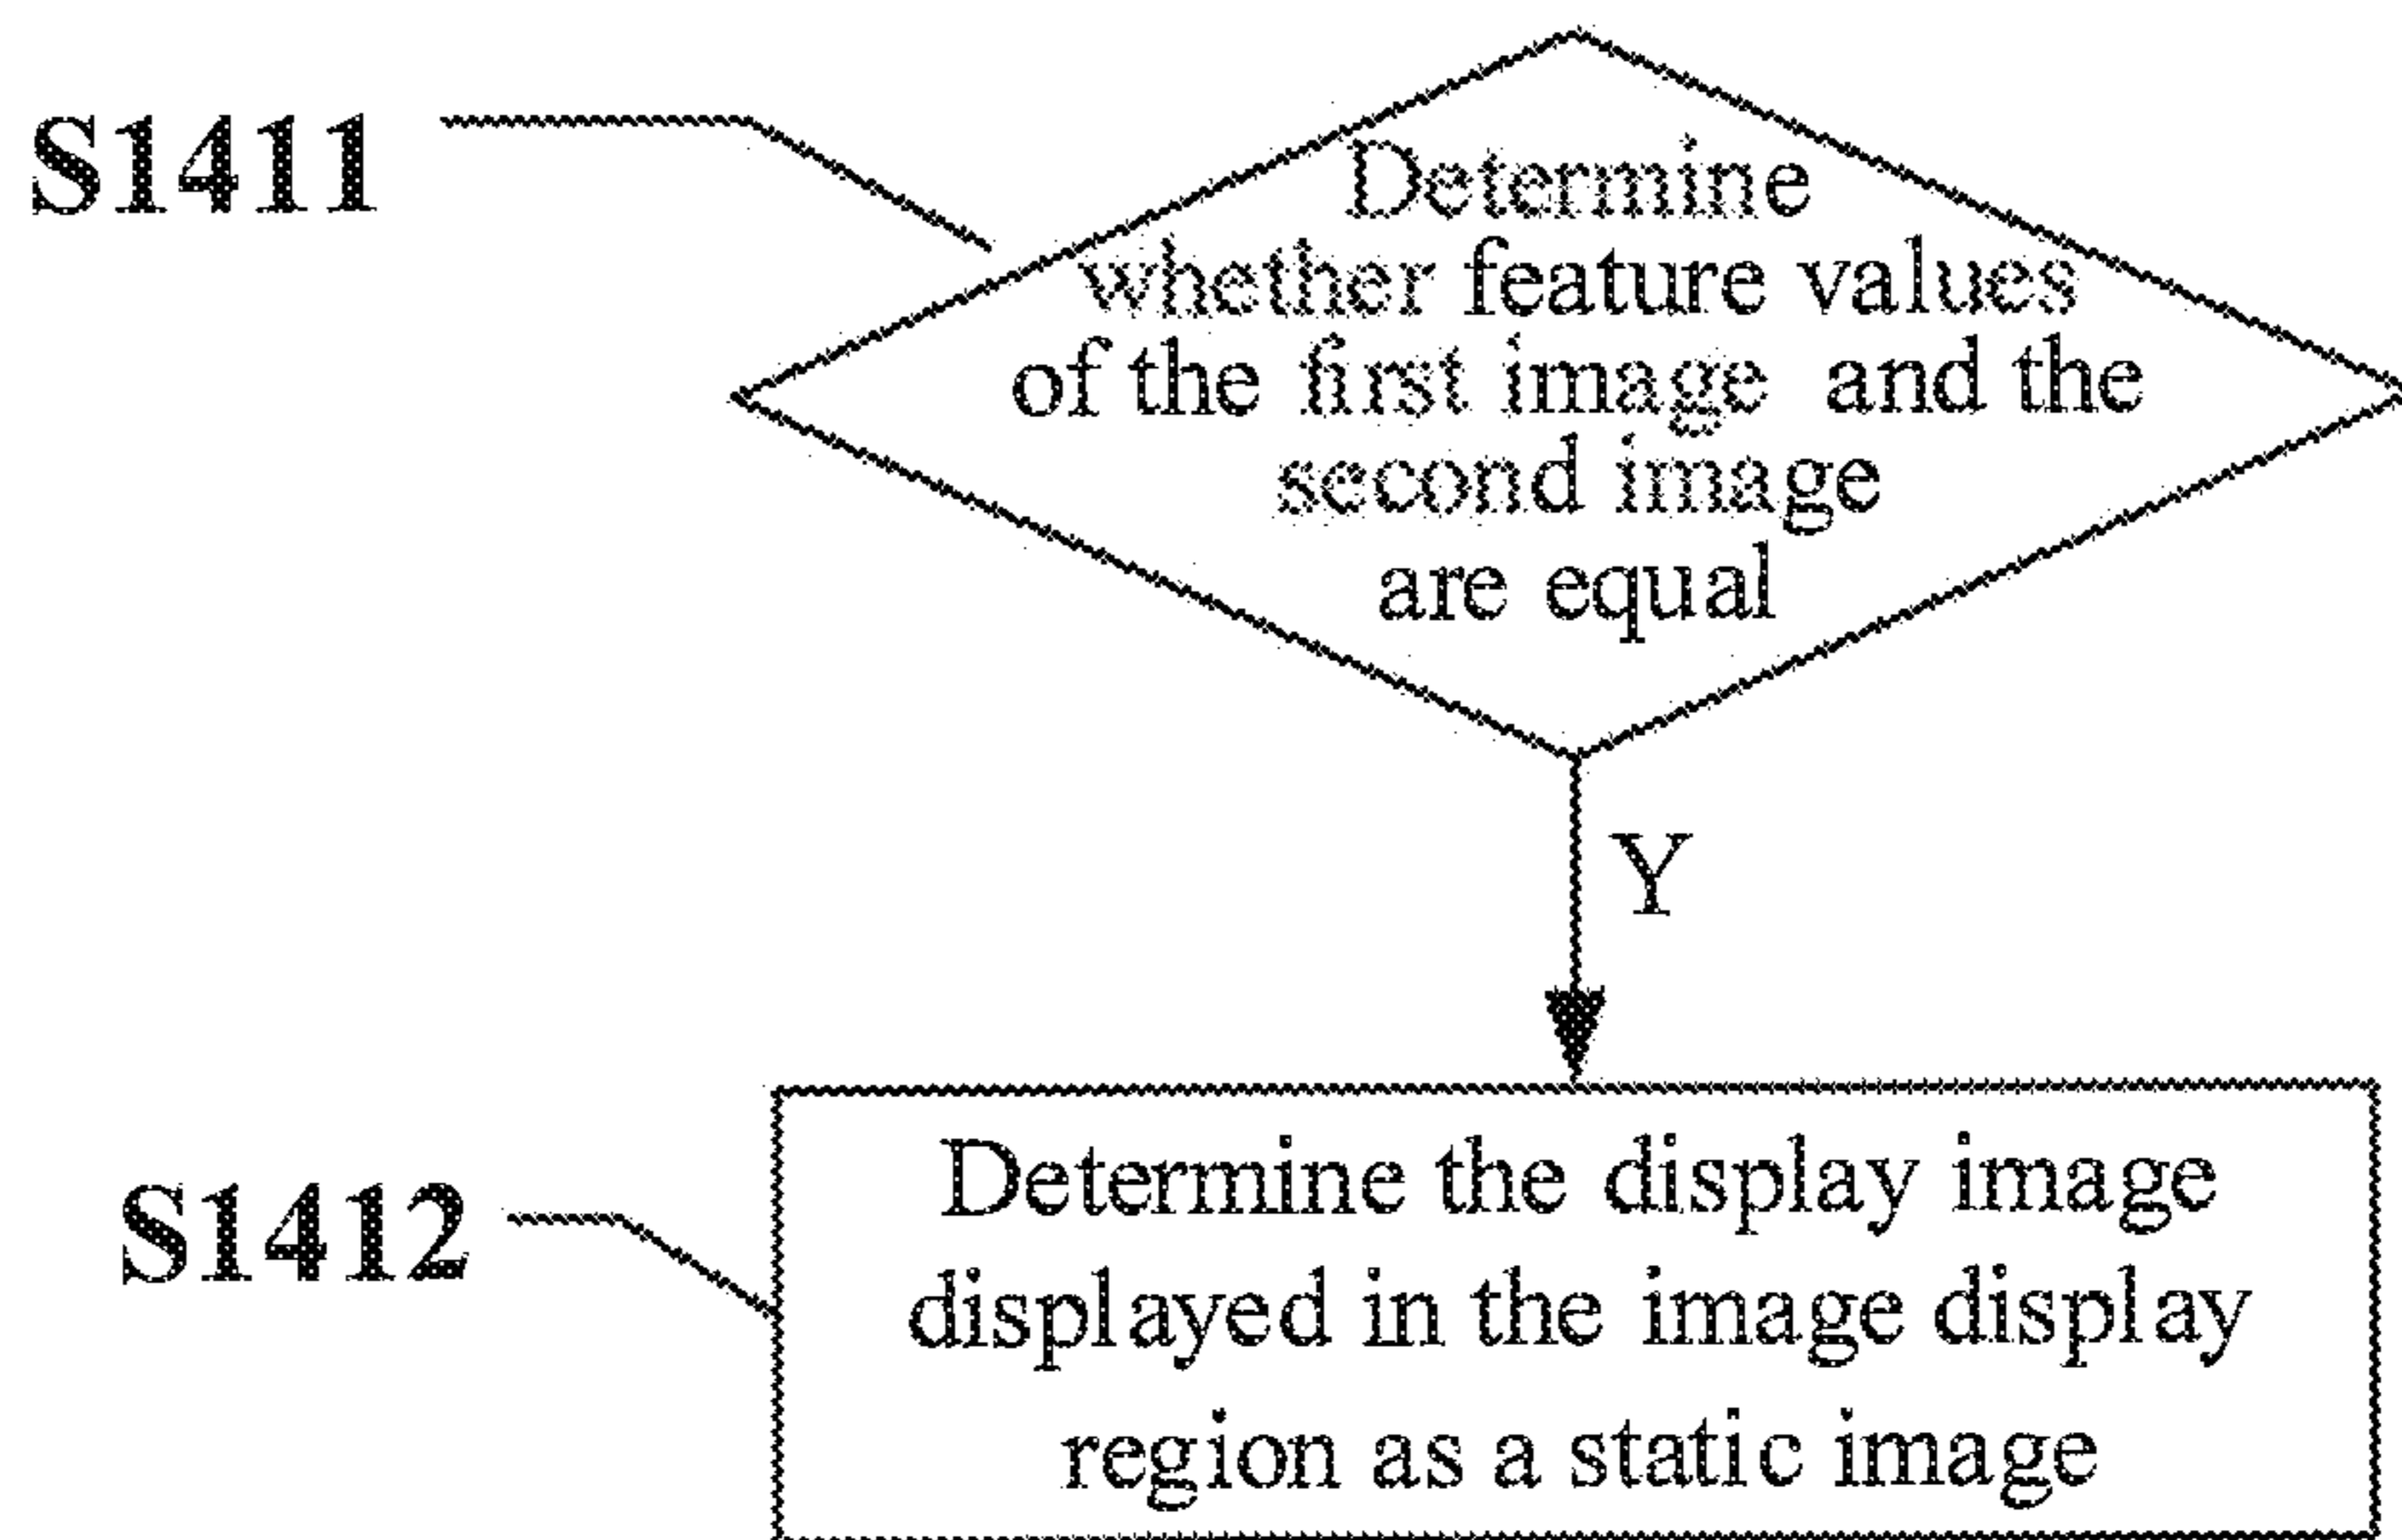 S1411
Determine
whether feature values
of the first image and the
second image
are equal
Y
S1412
Determine the display image
displayed in the image display
region as a static image